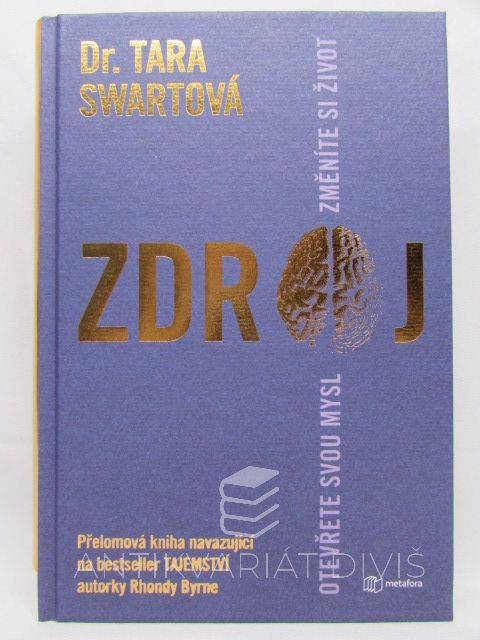 Dr. TARA
SWARTOVÁ
ZDROJ
OTEVŘETE SVOU MYSL
ZMĚNÍTE SI ŽIVOT
Přelomová kniha navazující
na bestseller TAJEMSTVÍ
autorky Rhondy Byrne
metafora
ANTIKVARIÁT DIVIŠ